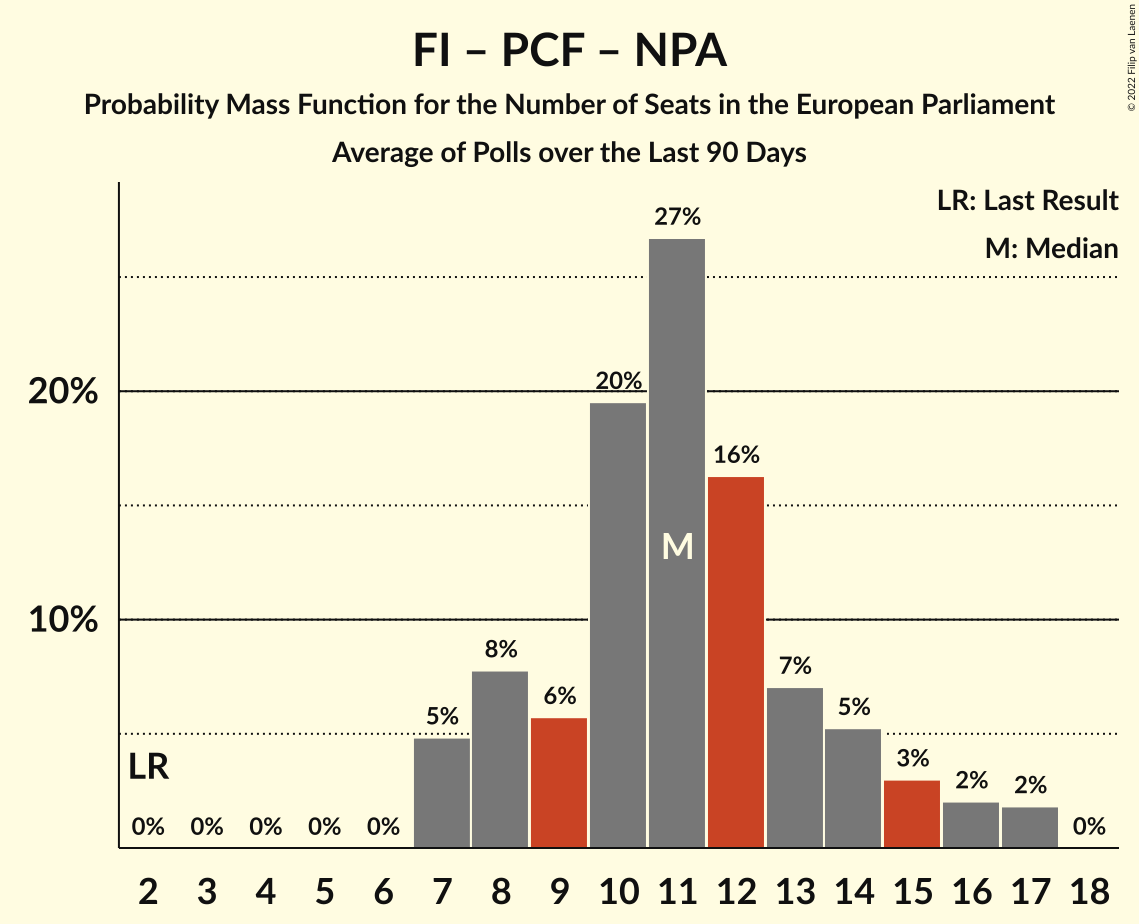 FI – PCF – NPA
Probability Mass Function for the Number of Seats in the European Parliament
Average of Polls over the Last 90 Days
© 2022 Filip van Laenen
LR: Last Result
M: Median
27%
20%
20%
16%
M
10%
8%
7%
6%
5%
5%
LR
3%
2%
2%
0% 0% 0% 0% 0% 0%
2 3 4 5 6 7 8 9 10 11 12 13 14 15 16 17 18